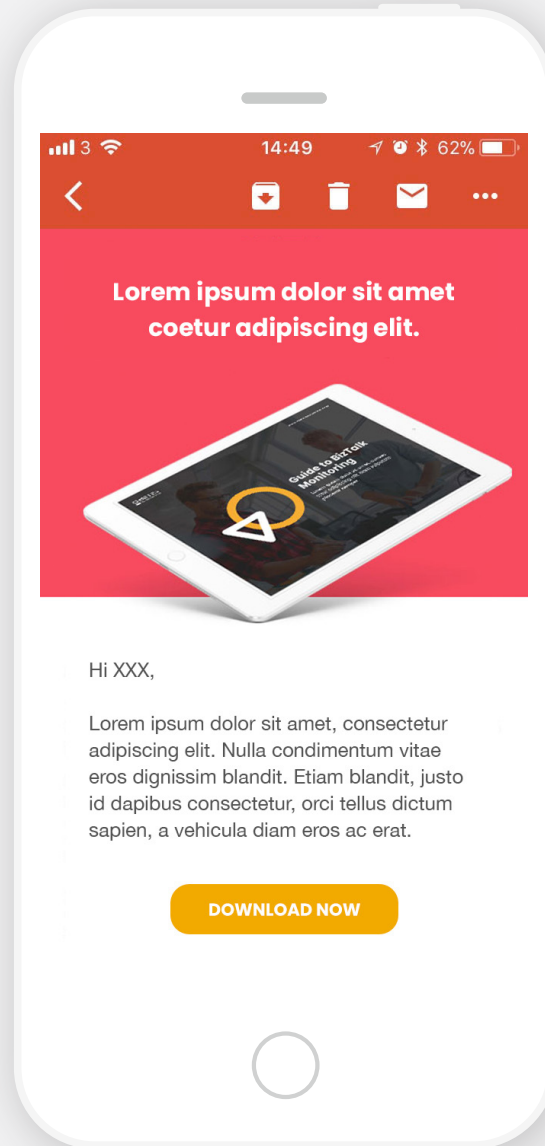 3 14:49 62%
Lorem ipsum dolor sit amet
coetur adipiscing elit.
Guide to BizTalk
Monitoring
Hi XXX,
Lorem ipsum dolor sit amet, consectetur
adipiscing elit. Nulla condimentum vitae
eros dignissim blandit. Etiam blandit, justo
id dapibus consectetur, orci tellus dictum
sapien, a vehicula diam eros ac erat.
DOWNLOAD NOW